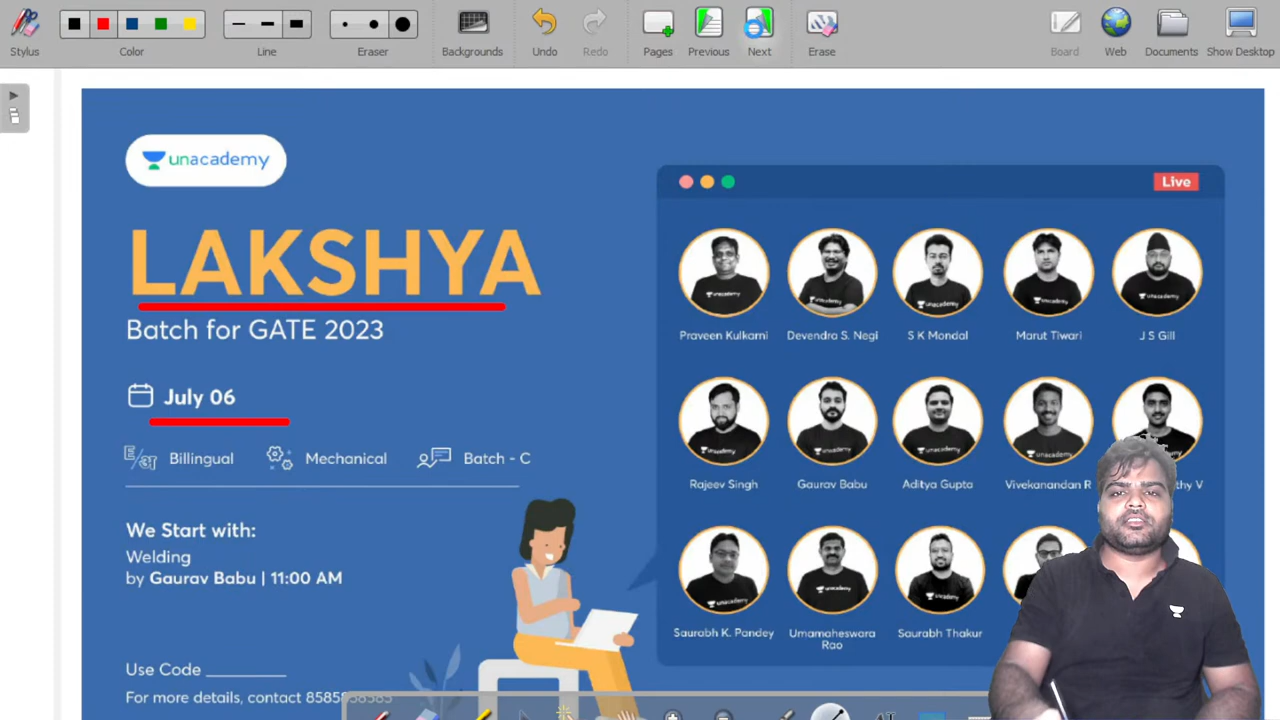 Stylus
Color
Line
Eraser
Backgrounds
Undo
Redo
Pages
Previous
Next
Erase
Board
Web
Documents
Show Desktop
unacademy
LAKSHYA
Batch for GATE 2023
July 06
Billingual
Mechanical
Batch - C
We Start with:
Welding
by Gaurav Babu | 11:00 AM
Use Code ________
For more details, contact
Live
Praveen Kulkarni
Devendra S. Negi
S K Mondal
Marut Tiwari
J S Gill
Rajeev Singh
Gaurav Babu
Aditya Gupta
Vivekanandan R
V
Saurabh K. Pandey
Umamaheswara
Rao
Saurabh Thakur